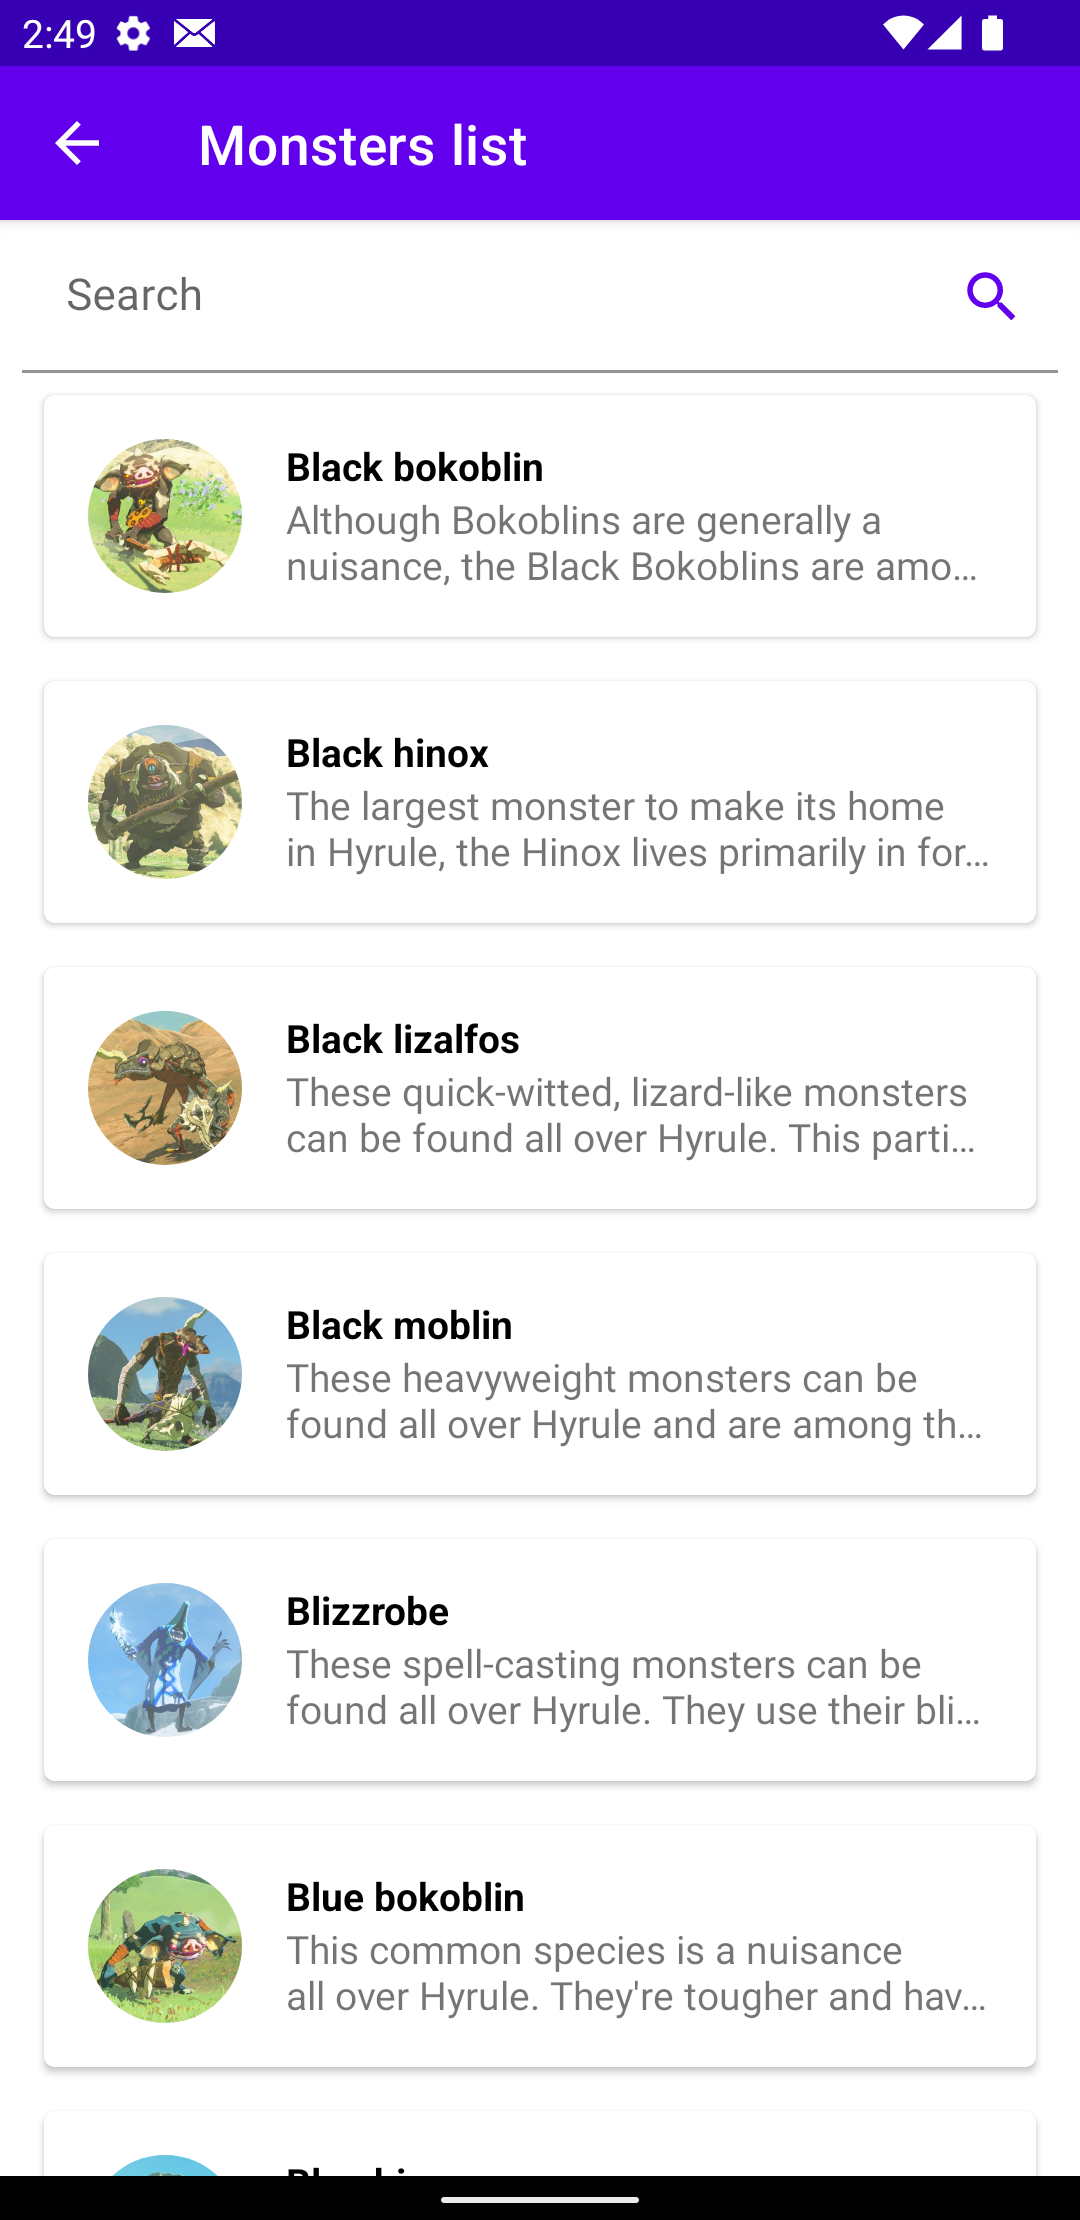 2:49
Monsters list
Search
Black bokoblin
Although Bokoblins are generally a
nuisance, the Black Bokoblins are amo…
Black hinox
The largest monster to make its home
in Hyrule, the Hinox lives primarily in for…
Black lizalfos
These quick-witted, lizard-like monsters
can be found all over Hyrule. This parti…
Black moblin
These heavyweight monsters can be
found all over Hyrule and are among th…
Blizzrobe
These spell-casting monsters can be
found all over Hyrule. They use their bli…
Blue bokoblin
This common species is a nuisance
all over Hyrule. They're tougher and hav…